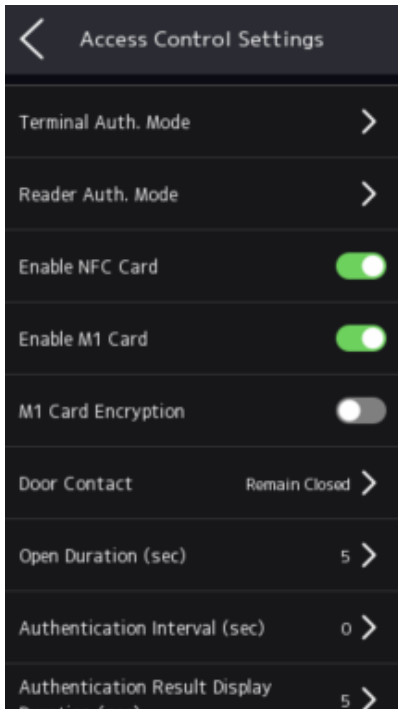 Access Control Settings
Terminal Auth. Mode
Reader Auth. Mode
Enable NFC Card
Enable M1 Card
M1 Card Encryption
Door Contact Remain Closed
Open Duration (sec) 5
Authentication Interval (sec) 0
Authentication Result Display
5